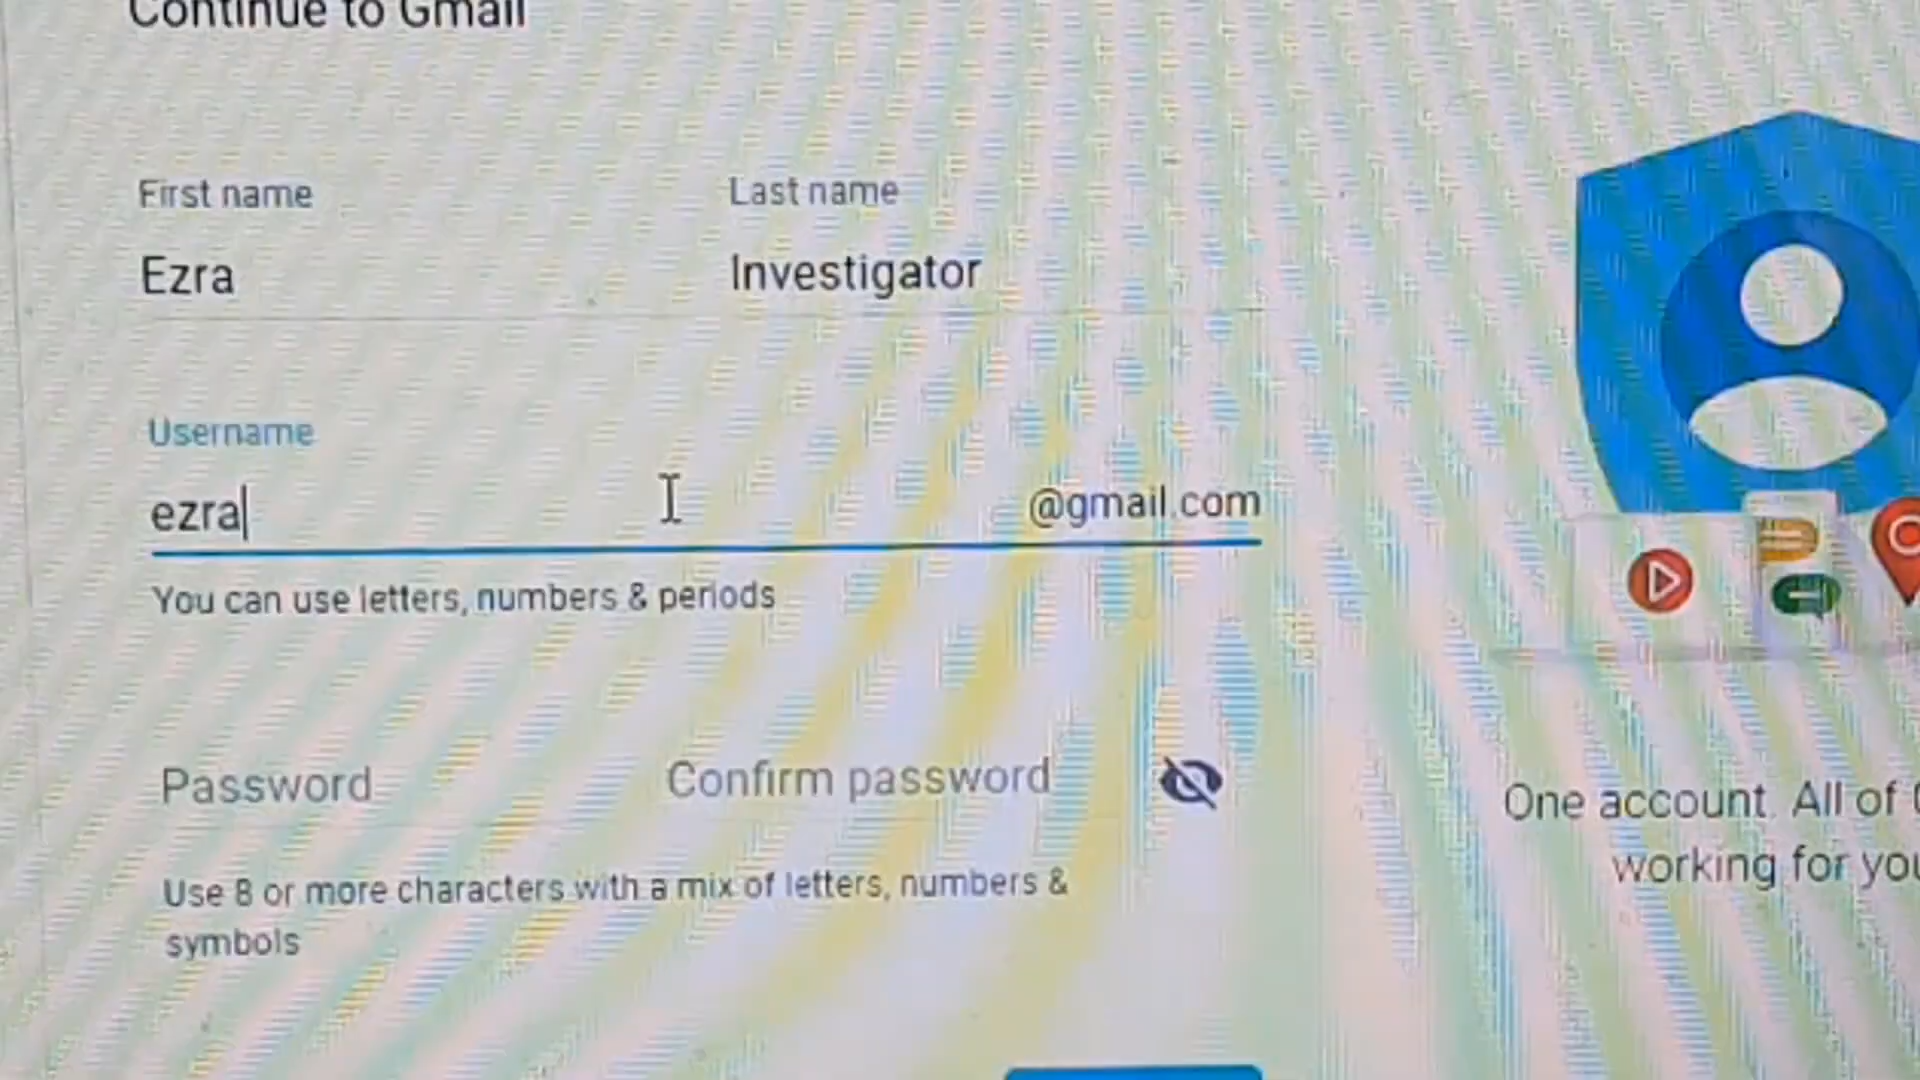 Continue to Gmail
First name
Last name
Ezra
Investigator
Username
ezra
@gmail.com
You can use letters, numbers & periods
Password
Confirm password
Use 8 or more characters with a mix of letters, numbers &
symbols
One account. All of
working for you